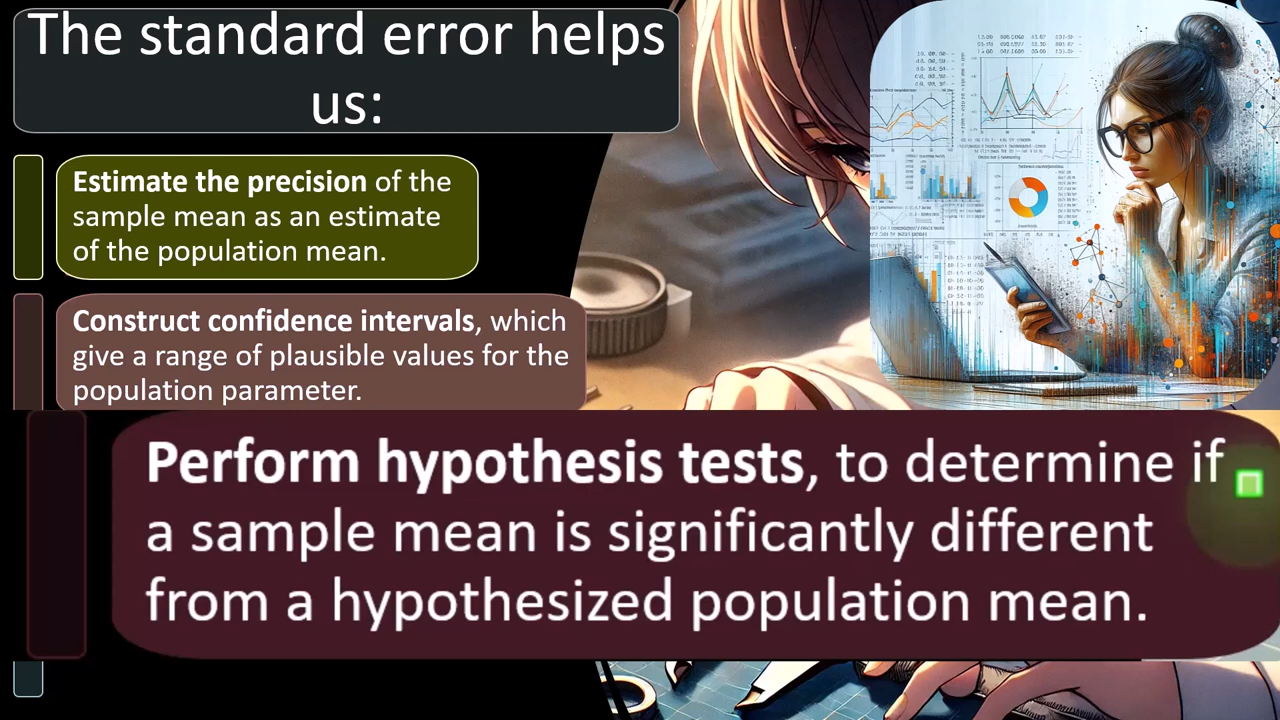 The standard error helps
us:
Estimate the precision of the
sample mean as an estimate
of the population mean.
Construct confidence intervals, which
give a range of plausible values for the
population parameter.
Perform hypothesis tests, to determine if
a sample mean is significantly different
from a hypothesized population mean.